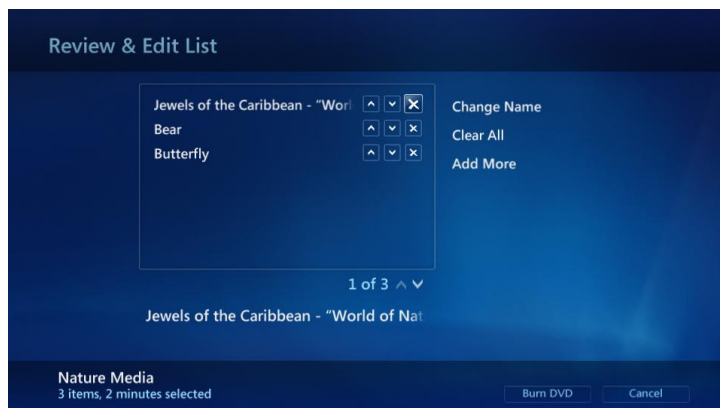 Review & Edit List
Jewels of the Caribbean - “Worl
Bear
Butterfly
Change Name
Clear All
Add More
1 of 3
Jewels of the Caribbean - “World of Nat
Nature Media
3 items, 2 minutes selected
Burn DVD
Cancel